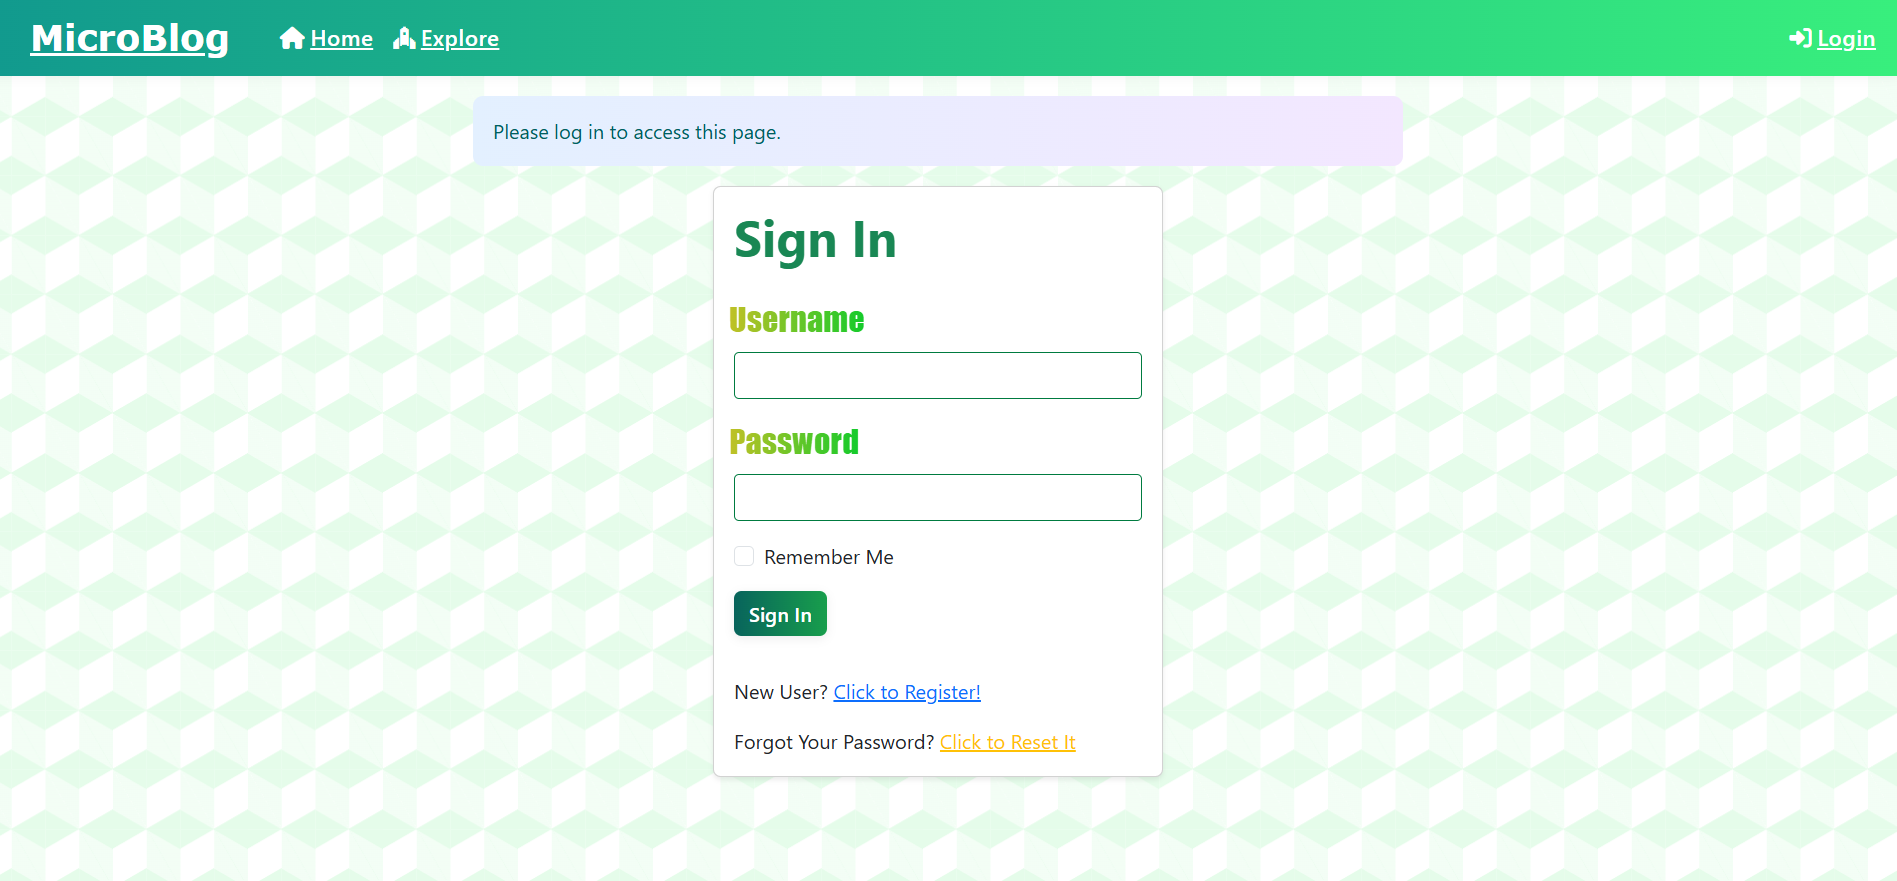 MicroBlog Home Explore Login
Please log in to access this page.
Sign In
Username
Password
Remember Me
Sign In
New User? Click to Register!
Forgot Your Password? Click to Reset It